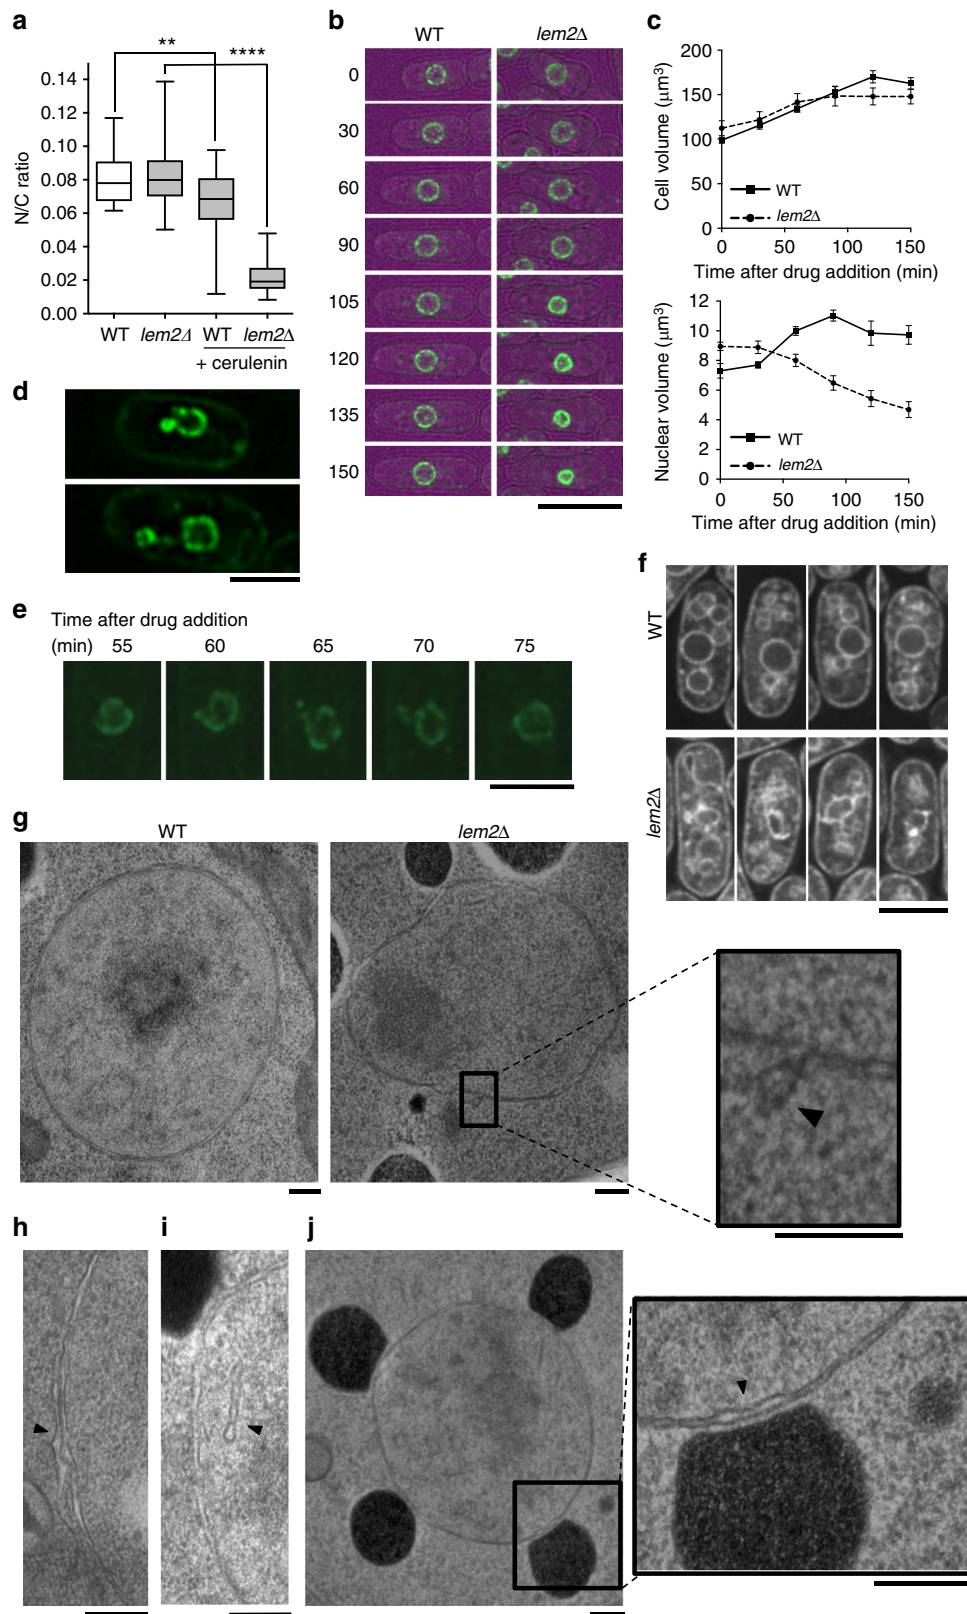 a
**
****
N/C ratio
0.14
0.12
0.10
0.08
0.06
0.04
0.02
0.00
WT
lem2Δ
WT
lem2Δ
+ cerulenin
b
WT
lem2Δ
0
30
60
90
105
120
135
150
c
Cell volume (µm³)
200
150
100
50
0
WT
lem2Δ
0 50 100 150
Time after drug addition (min)
Nuclear volume (µm³)
12
10
8
6
4
2
0
WT
lem2Δ
0 50 100 150
Time after drug addition (min)
d
e
Time after drug addition
(min) 55 60 65 70 75
f
WT
lem2Δ
g
WT
lem2Δ
h
i
j